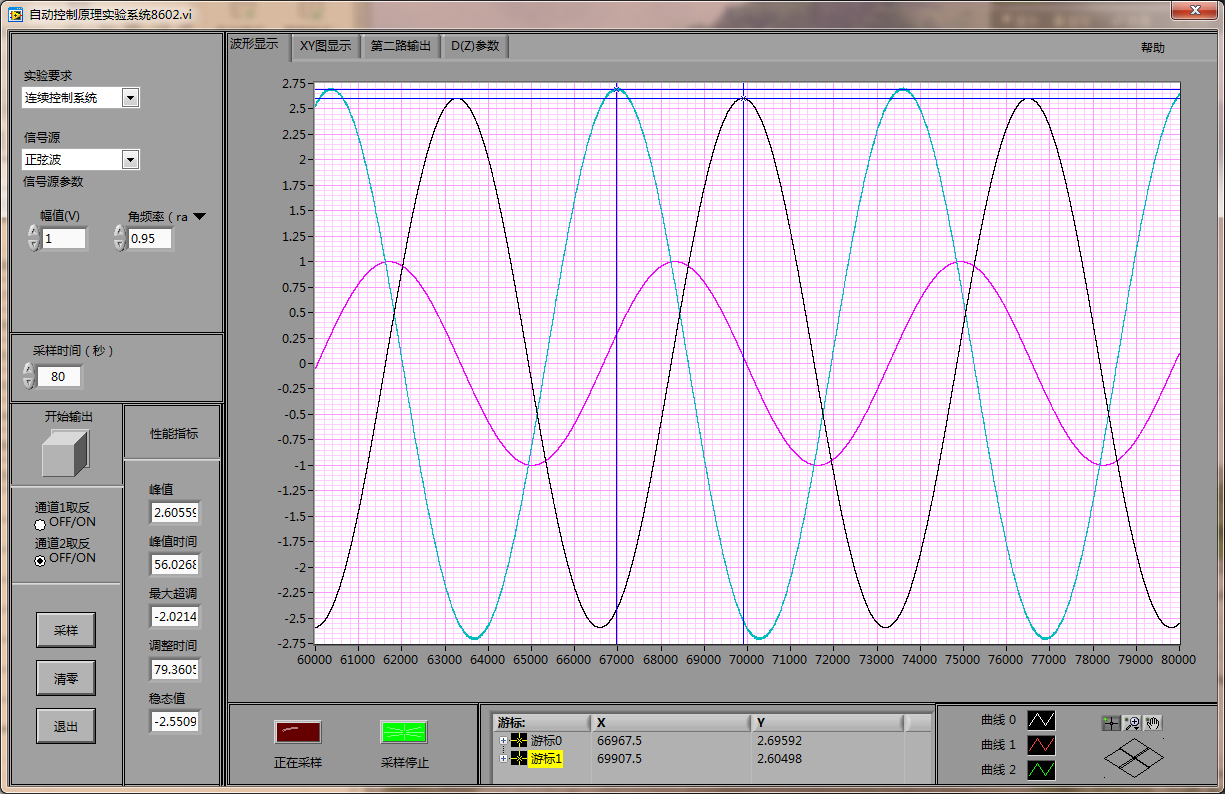 自动控制原理实验系统8602.vi
波形显示
XY图显示
第二路输出
D(Z)参数
帮助
实验要求
连续控制系统
信号源
正弦波
信号源参数
幅值(V)
角频率（ra
1
0.95
采样时间（秒）
80
开始输出
性能指标
通道1取反
OFF/ON
通道2取反
OFF/ON
采样
清零
退出
峰值
2.60559
峰值时间
56.0268
最大超调
-2.0214
调整时间
79.3605
稳态值
-2.5509
2.75
2.5
2.25
2
1.75
1.5
1.25
1
0.75
0.5
0.25
0
-0.25
-0.5
-0.75
-1
-1.25
-1.5
-1.75
-2
-2.25
-2.5
-2.75
60000 61000 62000 63000 64000 65000 66000 67000 68000 69000 70000 71000 72000 73000 74000 75000 76000 77000 78000 79000 80000
正在采样
采样停止
游标: X Y
游标0 66967.5 2.69592
游标1 69907.5 2.60498
曲线 0
曲线 1
曲线 2